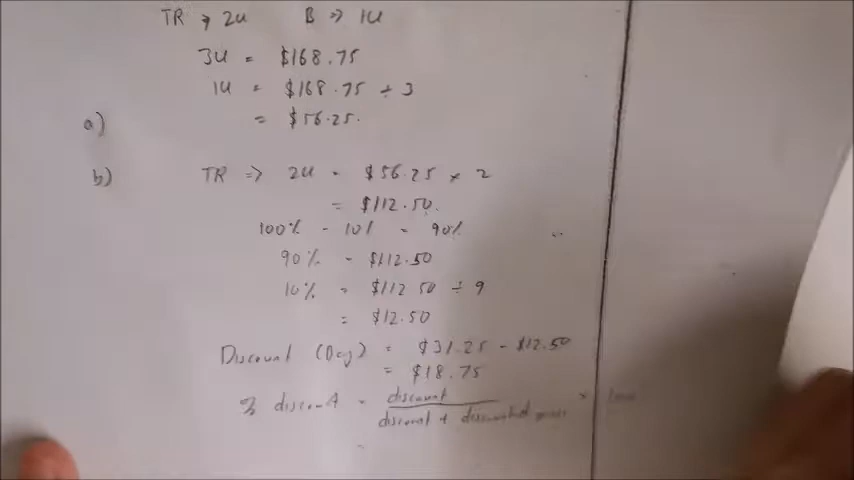 TR → 2u B => 1u
3u = $168.75
1u = $168.75 ÷ 3
a) = $56.25.
b) TR => 2u = $56.25 × 2
= $112.50.
100% - 10% = 90%
90% = $112.50
10% = $112.50 ÷ 9
= $12.50
Discount = $31.25 - $12.50
= $18.75
% discount = discount
discount + discounted ×